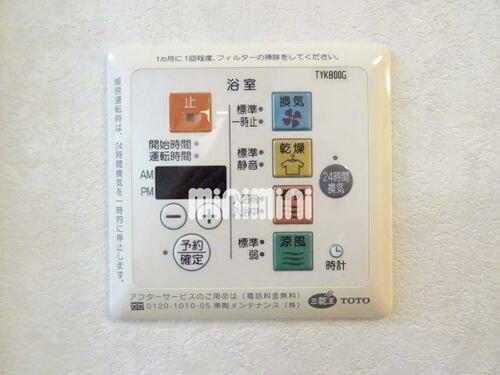 1ヵ月に1回程度、フィルターの掃除をしてください。
TYK800G
浴室
暖房運転時は、24時間換気を一時的に停止します。
止
標準
一時止
換気
開始時間
運転時間
標準
静音
乾燥
AM
PM
24時間
換気
minimini
予約
確定
標準
弱
涼風
時計
アフターサービスのご用命は(電話料金無料)
0120-1010-05 東陶メンテナンス(株)
三乾王
TOTO